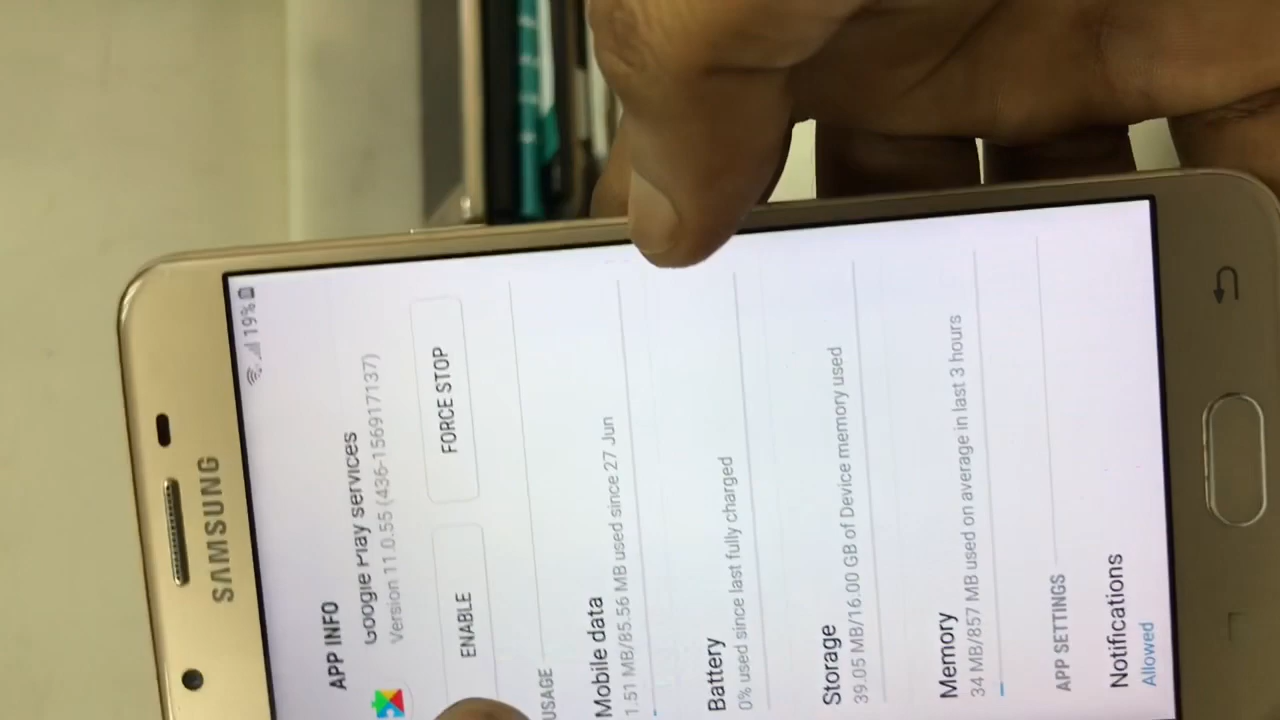 SAMSUNG
19%
APP INFO
Google Play services
Version 11.0.55 (436-156917137)
ENABLE
FORCE STOP
USAGE
Mobile data
1.51 MB/85.56 MB used since 27 Jun
Battery
0% used since last fully charged
Storage
39.05 MB/16.00 GB of Device memory used
Memory
34 MB/857 MB used on average in last 3 hours
APP SETTINGS
Notifications
Allowed